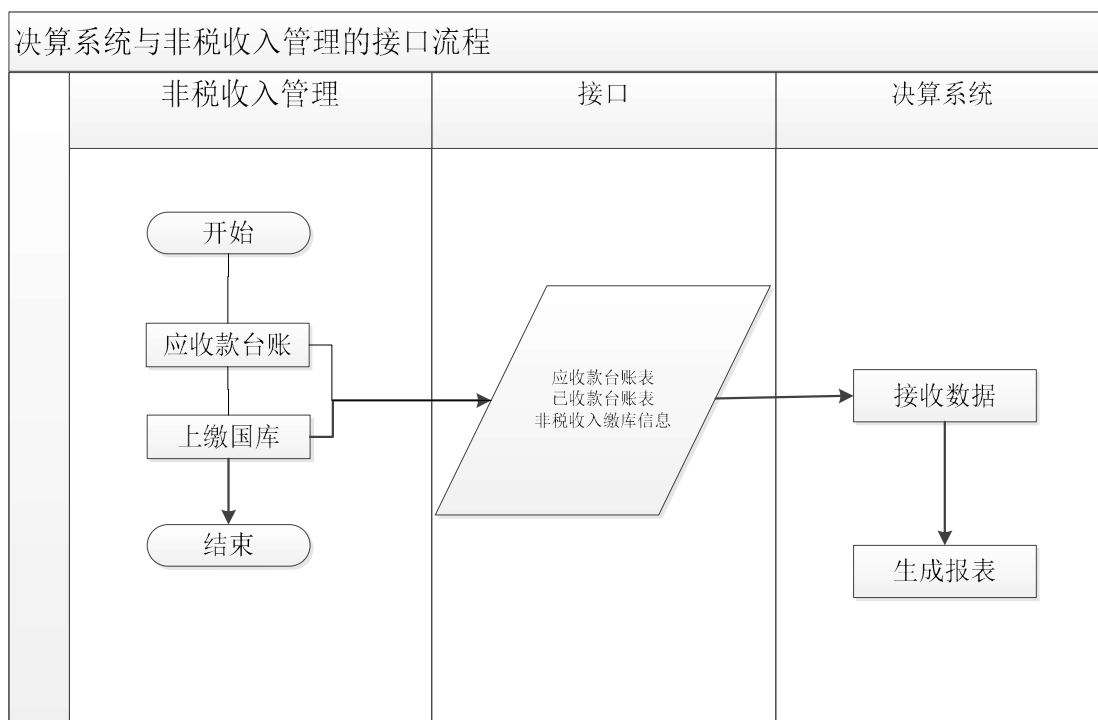 决算系统与非税收入管理的接口流程
非税收入管理
接口
决算系统
开始
应收款台账
上缴国库
结束
应收款台账表
已收款台账表
非税收入缴库信息
接收数据
生成报表